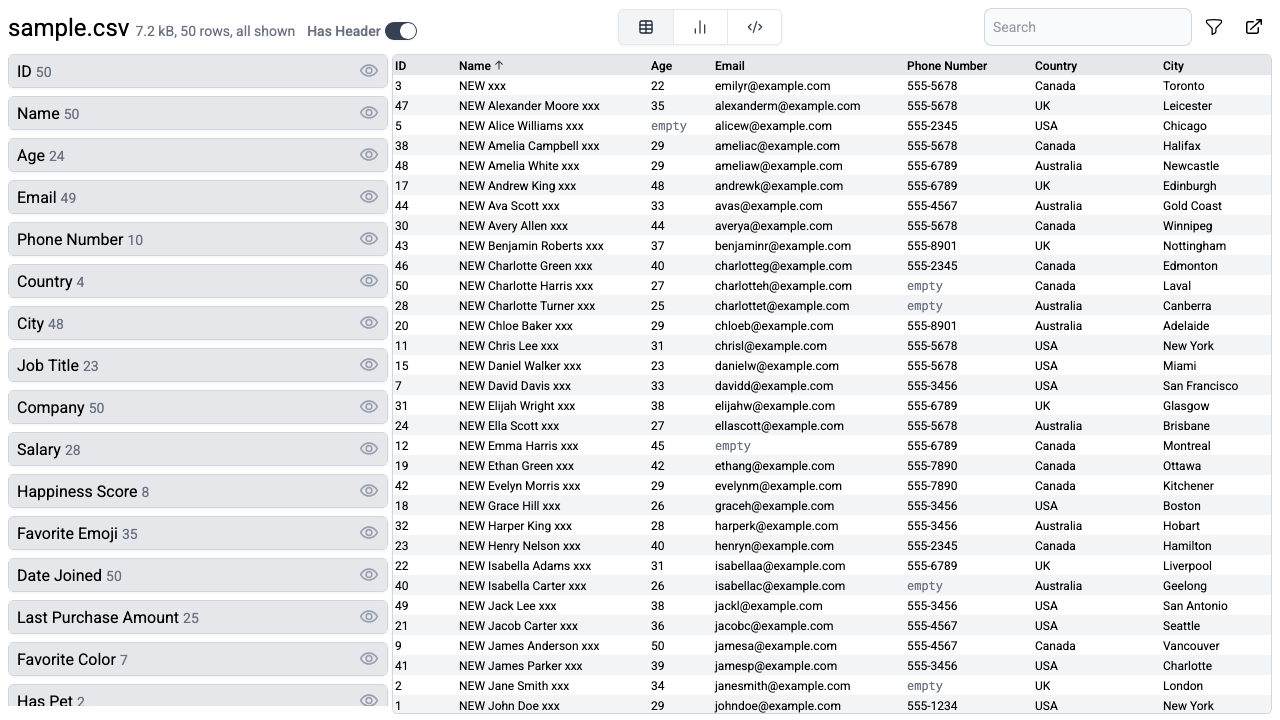 sample.csv 7.2 kB, 50 rows, all shown Has Header Search
ID 50
Name 50
Age 24
Email 49
Phone Number 10
Country 4
City 48
Job Title 23
Company 50
Salary 28
Happiness Score 8
Favorite Emoji 35
Date Joined 50
Last Purchase Amount 25
Favorite Color 7
Has Pet 2
ID Name ↑ Age Email Phone Number Country City
3 NEW xxx 22 emilyr@example.com 555-5678 Canada Toronto
47 NEW Alexander Moore xxx 35 alexanderm@example.com 555-5678 UK Leicester
5 NEW Alice Williams xxx empty alicew@example.com 555-2345 USA Chicago
38 NEW Amelia Campbell xxx 29 ameliac@example.com 555-5678 Canada Halifax
48 NEW Amelia White xxx 29 ameliaw@example.com 555-6789 Australia Newcastle
17 NEW Andrew King xxx 48 andrewk@example.com 555-6789 UK Edinburgh
44 NEW Ava Scott xxx 33 avas@example.com 555-4567 Australia Gold Coast
30 NEW Avery Allen xxx 44 averya@example.com 555-5678 Canada Winnipeg
43 NEW Benjamin Roberts xxx 37 benjaminr@example.com 555-8901 UK Nottingham
46 NEW Charlotte Green xxx 40 charlotteg@example.com 555-2345 Canada Edmonton
50 NEW Charlotte Harris xxx 27 charlotteh@example.com empty Canada Laval
28 NEW Charlotte Turner xxx 25 charlottet@example.com empty Australia Canberra
20 NEW Chloe Baker xxx 29 chloeb@example.com 555-8901 Australia Adelaide
11 NEW Chris Lee xxx 31 chrisl@example.com 555-5678 USA New York
15 NEW Daniel Walker xxx 23 danielw@example.com 555-5678 USA Miami
7 NEW David Davis xxx 33 davidd@example.com 555-3456 USA San Francisco
31 NEW Elijah Wright xxx 38 elijahw@example.com 555-6789 UK Glasgow
24 NEW Ella Scott xxx 27 ellascott@example.com 555-5678 Australia Brisbane
12 NEW Emma Harris xxx 45 empty 555-6789 Canada Montreal
19 NEW Ethan Green xxx 42 ethang@example.com 555-7890 Canada Ottawa
42 NEW Evelyn Morris xxx 29 evelynm@example.com 555-7890 Canada Kitchener
18 NEW Grace Hill xxx 26 graceh@example.com 555-3456 USA Boston
32 NEW Harper King xxx 28 harperk@example.com 555-3456 Australia Hobart
23 NEW Henry Nelson xxx 40 henryn@example.com 555-2345 Canada Hamilton
22 NEW Isabella Adams xxx 31 isabellaa@example.com 555-6789 UK Liverpool
40 NEW Isabella Carter xxx 26 isabellac@example.com empty Australia Geelong
49 NEW Jack Lee xxx 38 jackl@example.com 555-3456 USA San Antonio
21 NEW Jacob Carter xxx 36 jacobc@example.com 555-4567 USA Seattle
9 NEW James Anderson xxx 50 jamesa@example.com 555-4567 Canada Vancouver
41 NEW James Parker xxx 39 jamesp@example.com 555-3456 USA Charlotte
2 NEW Jane Smith xxx 34 janesmith@example.com empty UK London
1 NEW John Doe xxx 29 johndoe@example.com 555-1234 USA New York